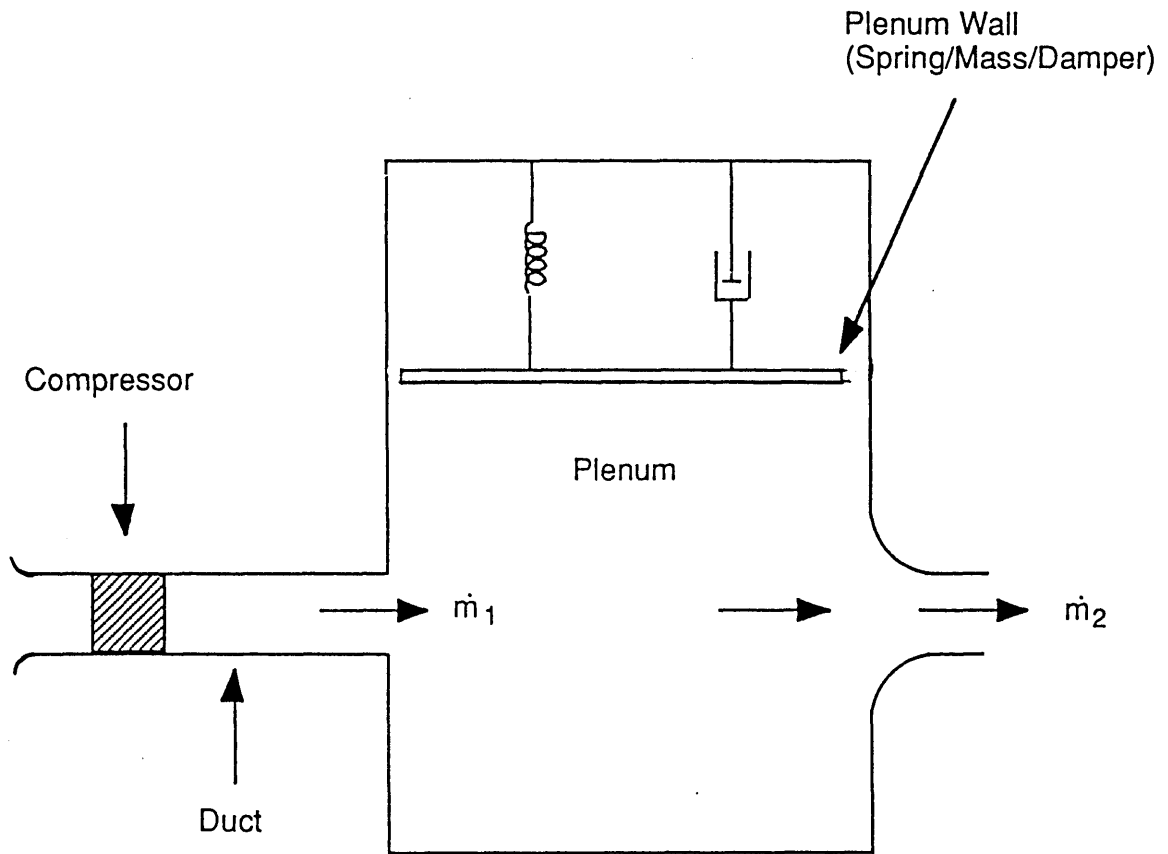 Plenum Wall
(Spring/Mass/Damper)
Compressor
Plenum
ṁ1
ṁ2
Duct